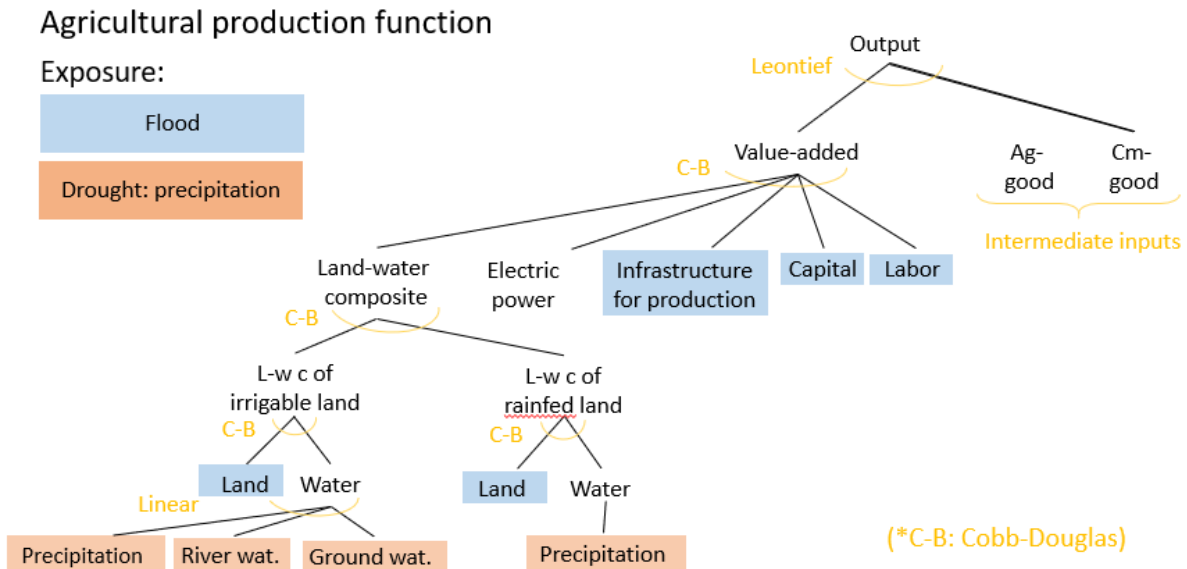 Agricultural production function
Exposure:
Flood
Drought: precipitation
Output
Leontief
Value-added
C-B
Ag-
good
Cm-
good
Intermediate inputs
Land-water
composite
Electric
power
Infrastructure
for production
Capital
Labor
C-B
L-w c of
irrigable land
L-w c of
rainfed land
C-B
C-B
Land
Water
Land
Water
Linear
Precipitation
River wat.
Ground wat.
Precipitation
(*C-B: Cobb-Douglas)